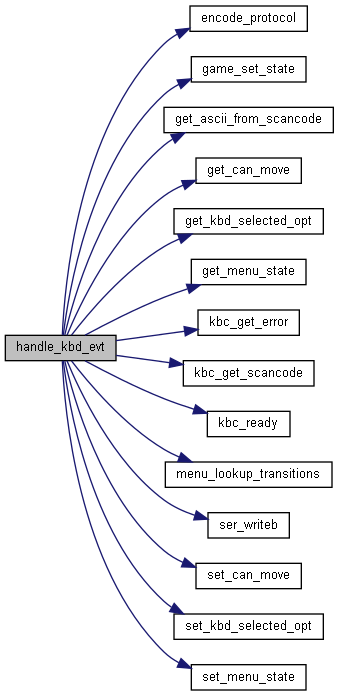 encode_protocol
game_set_state
get_ascii_from_scancode
get_can_move
get_kbd_selected_opt
get_menu_state
kbc_get_error
handle_kbd_evt
kbc_get_scancode
kbc_ready
menu_lookup_transitions
ser_writeb
set_can_move
set_kbd_selected_opt
set_menu_state